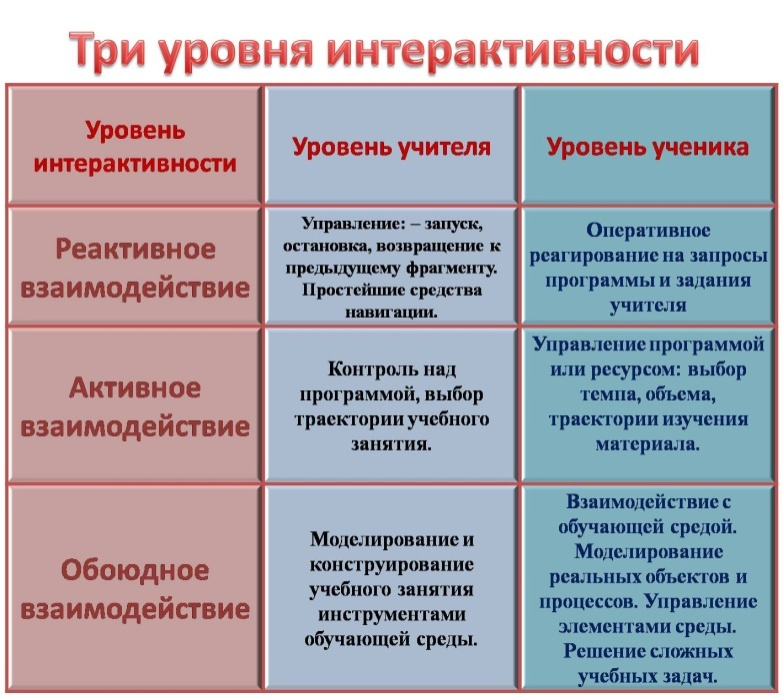 Три уровня интерактивности
Уровень
интерактивности
Уровень учителя
Уровень ученика
Реактивное
взаимодействие
Управление: – запуск,
остановка, возвращение к
предыдущему фрагменту.
Простейшие средства
навигации.
Оперативное
реагирование на запросы
программы и задания
учителя
Активное
взаимодействие
Контроль над
программой, выбор
траектории учебного
занятия.
Управление программой
или ресурсом: выбор
темпа, объема,
траектории изучения
материала.
Обоюдное
взаимодействие
Моделирование и
конструирование
учебного занятия
инструментами
обучающей среды.
Взаимодействие с
обучающей средой.
Моделирование
реальных объектов и
процессов. Управление
элементами среды.
Решение сложных
учебных задач.